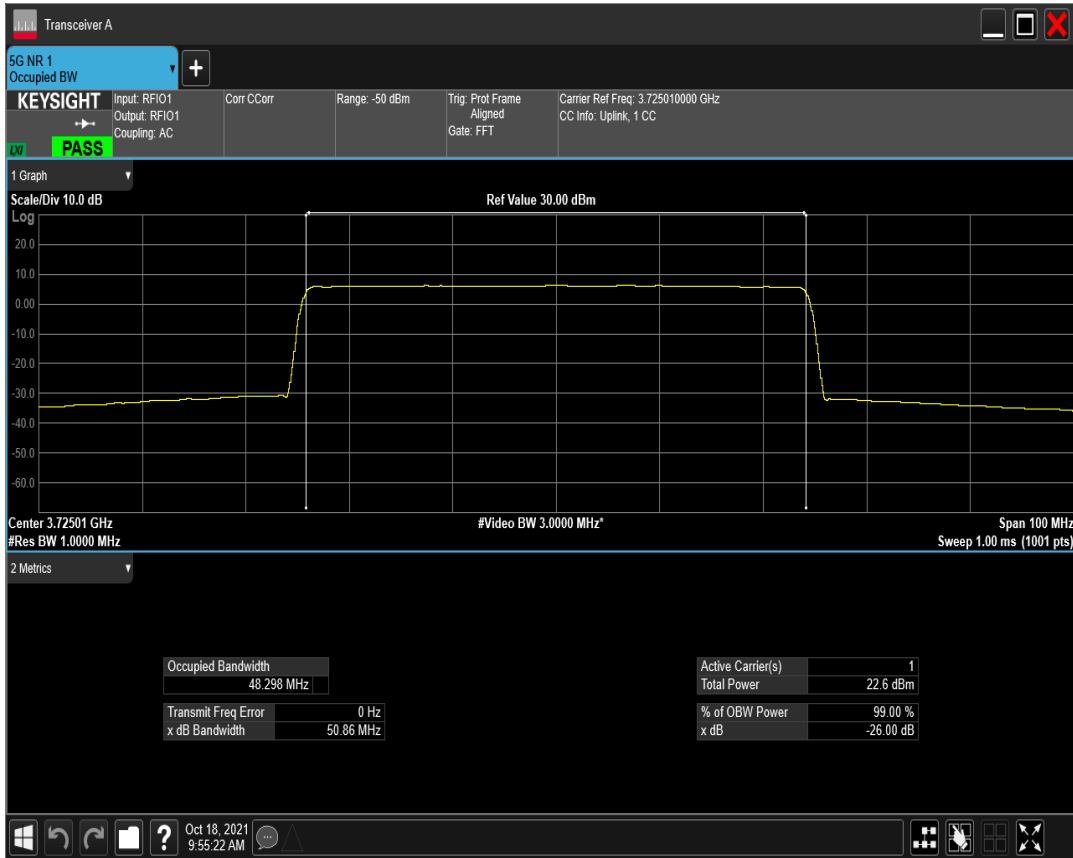 Transceiver A
5G NR 1
Occupied BW
KEYSIGHT
Input: RFIO1
Output: RFIO1
Coupling: AC
Corr CCorr
Range: -50 dBm
Trig: Prot Frame
Aligned
Gate: FFT
Carrier Ref Freq: 3.725010000 GHz
CC Info: Uplink, 1 CC
LXI
PASS
1 Graph
Scale/Div 10.0 dB
Ref Value 30.00 dBm
Log
20.0
10.0
0.00
-10.0
-20.0
-30.0
-40.0
-50.0
-60.0
Center 3.72501 GHz
#Video BW 3.0000 MHz*
Span 100 MHz
#Res BW 1.0000 MHz
Sweep 1.00 ms (1001 pts)
2 Metrics
Occupied Bandwidth
48.298 MHz
Transmit Freq Error 0 Hz
x dB Bandwidth 50.86 MHz
Active Carrier(s) 1
Total Power 22.6 dBm
% of OBW Power 99.00 %
x dB -26.00 dB
Oct 18, 2021
9:55:22 AM